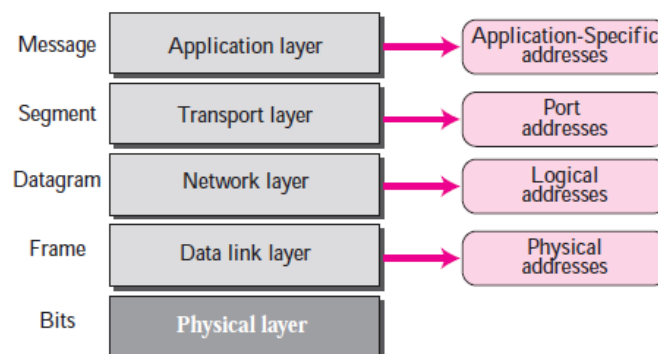 Message
Application layer
Application-Specific
addresses
Segment
Transport layer
Port
addresses
Datagram
Network layer
Logical
addresses
Frame
Data link layer
Physical
addresses
Bits
Physical layer